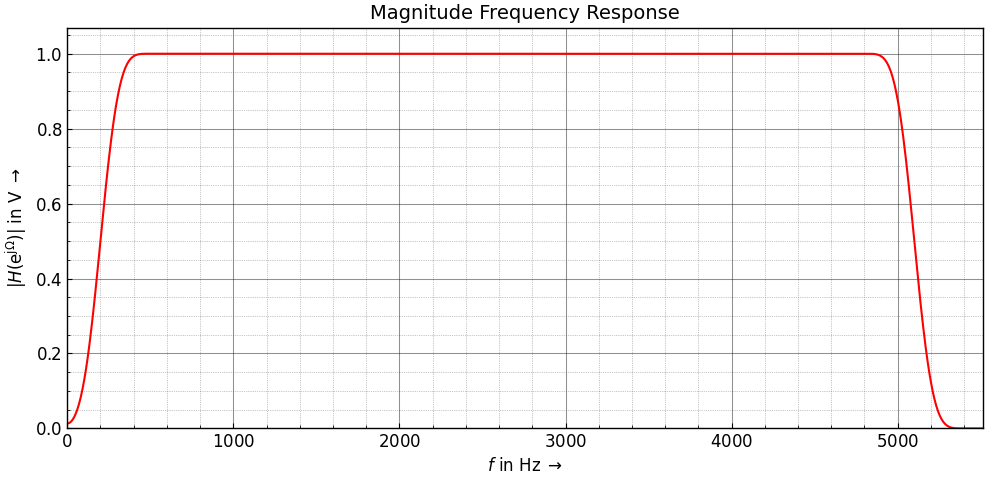 Magnitude Frequency Response
|H(e^{jΩ})| in V →
1.0
0.8
0.6
0.4
0.2
0.0
0 1000 2000 3000 4000 5000
f in Hz →